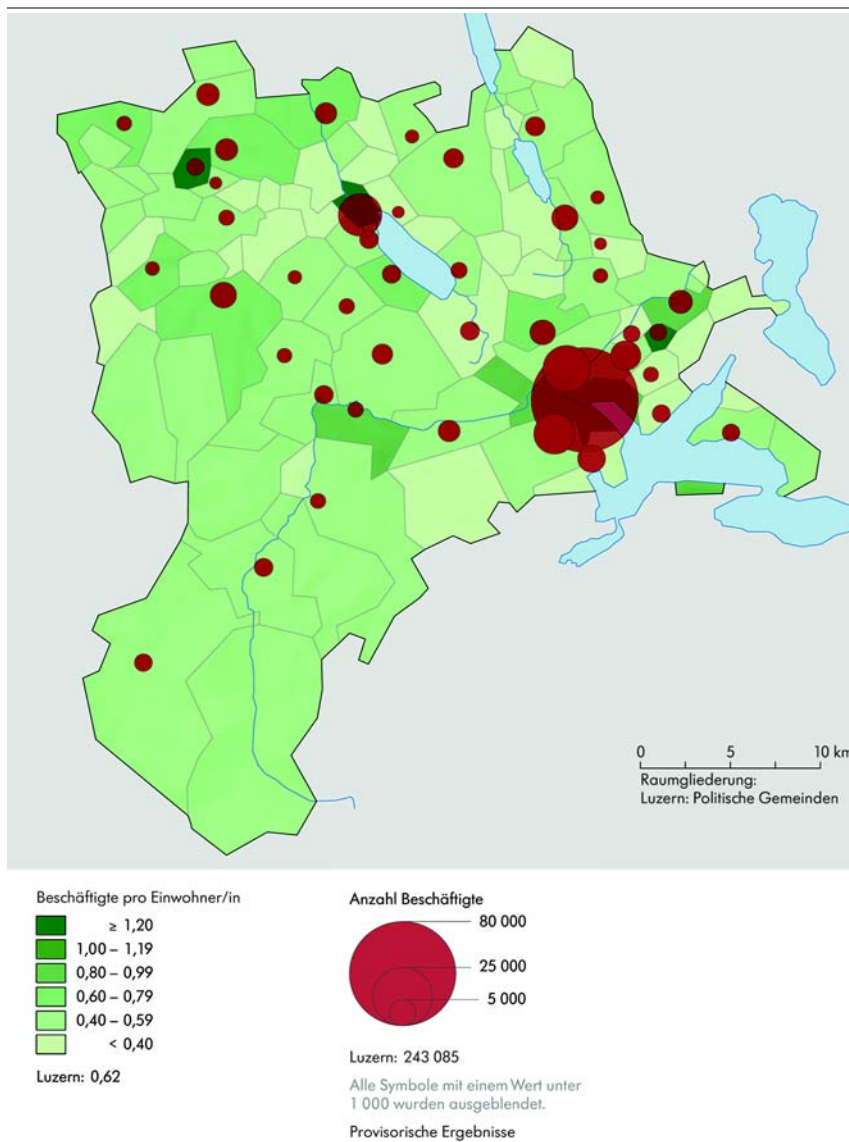 0 5 10 km
Raumgliederung:
Luzern: Politische Gemeinden
Beschäftigte pro Einwohner/in
≥ 1,20
1,00 – 1,19
0,80 – 0,99
0,60 – 0,79
0,40 – 0,59
< 0,40
Luzern: 0,62
Anzahl Beschäftigte
80 000
25 000
5 000
Luzern: 243 085
Alle Symbole mit einem Wert unter
1 000 wurden ausgeblendet.
Provisorische Ergebnisse